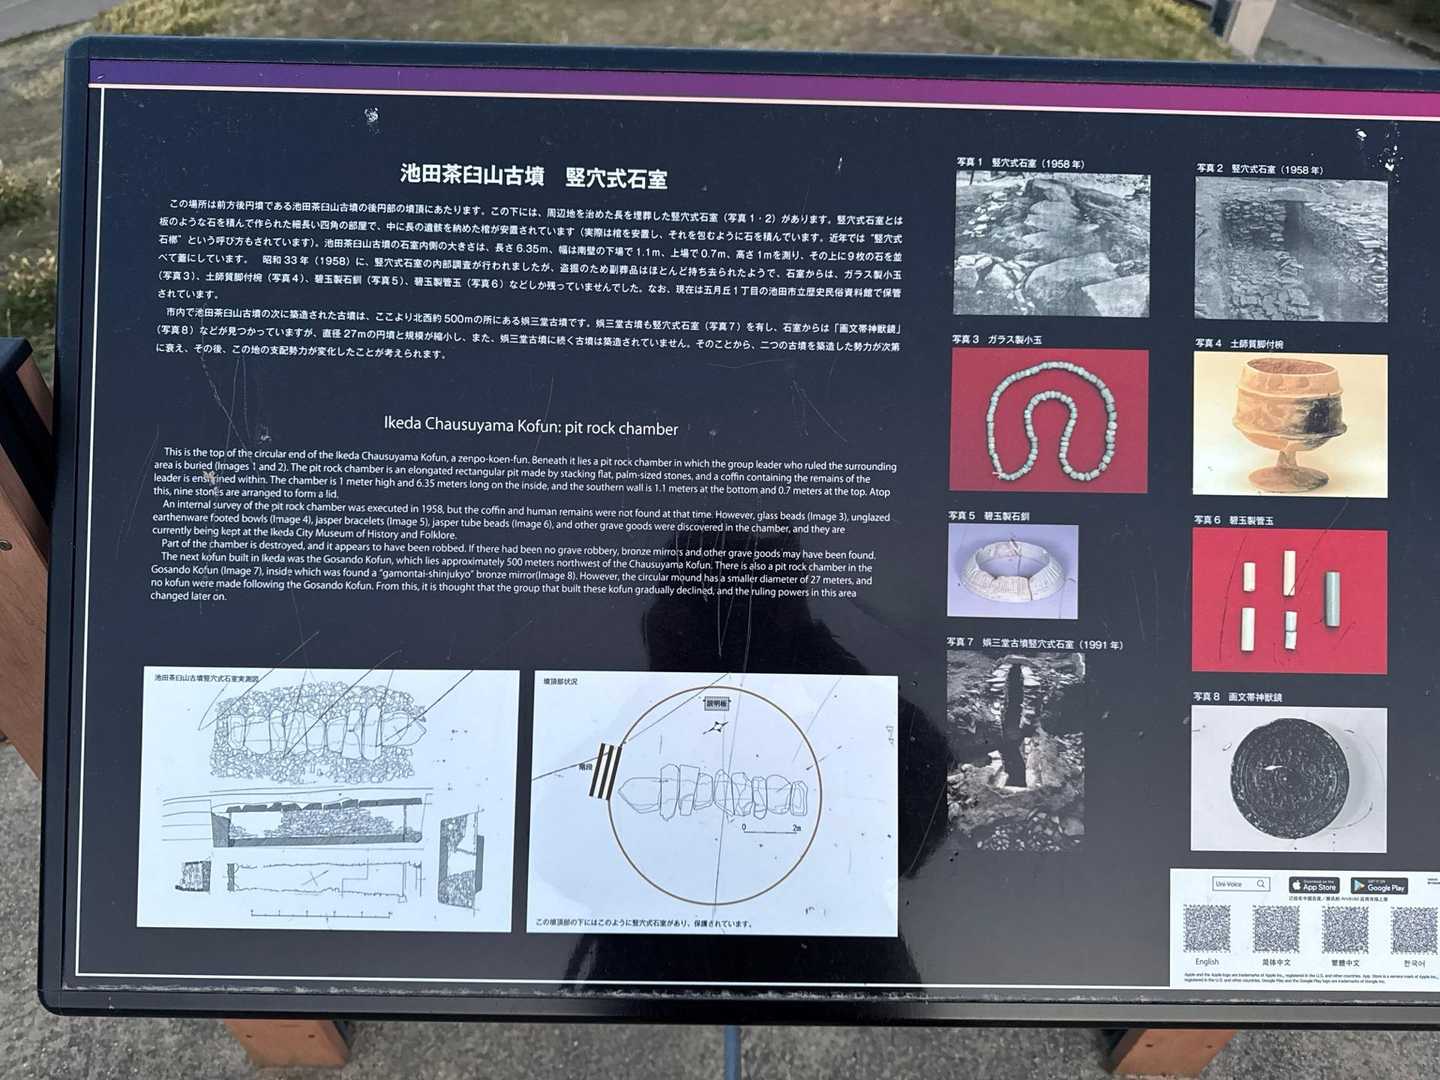 池田茶臼山古墳　竪穴式石室
この場所は前方後円墳である池田茶臼山古墳の後円部の墳頂にあたります。この下には、周辺地を治めた長を埋葬した竪穴式石室（写真1・2）があります。竪穴式石室とは
板のような石を積んで作られた細長い四角の部屋で、中に長の遺骸を納めた棺が安置されています（実際は棺を安置し、それを包むように石を積んでいます。近年では“竪穴式
石槨”という呼び方もされています）。池田茶臼山古墳の石室内側の大きさは、長さ6.35m、幅は南壁の下場で1.1m、上場で0.7m、高さ1mを測り、その上に9枚の石を並
べて蓋にしています。　昭和33年（1958）に、竪穴式石室の内部調査が行われましたが、盗掘のため副葬品はほとんど持ち去られたようで、石室からは、ガラス製小玉
（写真3）、土師質脚付椀（写真4）、碧玉製石釧（写真5）、碧玉製管玉（写真6）などしか残っていませんでした。なお、現在は五月丘1丁目の池田市立歴史民俗資料館で保管
されています。
市内で池田茶臼山古墳の次に築造された古墳は、ここより北西約500mの所にある娯三堂古墳です。娯三堂古墳も竪穴式石室（写真7）を有し、石室からは「画文帯神獣鏡」
（写真8）などが見つかっていますが、直径27mの円墳と規模が縮小し、また、娯三堂古墳に続く古墳は築造されていません。そのことから、二つの古墳を築造した勢力が次第
に衰え、その後、この地の支配勢力が変化したことが考えられます。
Ikeda Chausuyama Kofun: pit rock chamber
This is the top of the circular end of the Ikeda Chausuyama Kofun, a zenpo-koen-fun. Beneath it lies a pit rock chamber in which the group leader who ruled the surrounding
area is buried (Images 1 and 2). The pit rock chamber is an elongated rectangular pit made by stacking flat, palm-sized stones, and a coffin containing the remains of the
leader is enshrined within. The chamber is 1 meter high and 6.35 meters long on the inside, and the southern wall is 1.1 meters at the bottom and 0.7 meters at the top. Atop
this, nine stones are arranged to form a lid.
An internal survey of the pit rock chamber was executed in 1958, but the coffin and human remains were not found at that time. However, glass beads (Image 3), unglazed
earthenware footed bowls (Image 4), jasper bracelets (Image 5), jasper tube beads (Image 6), and other grave goods were discovered in the chamber, and they are
currently being kept at the Ikeda City Museum of History and Folklore.
Part of the chamber is destroyed, and it appears to have been robbed. If there had been no grave robbery, bronze mirrors and other grave goods may have been found.
The next kofun built in Ikeda was the Gosando Kofun, which lies approximately 500 meters northwest of the Chausuyama Kofun. There is also a pit rock chamber in the
Gosando Kofun (Image 7), inside which was found a "gamontai-shinjukyo" bronze mirror(Image 8). However, the circular mound has a smaller diameter of 27 meters, and
no kofun were made following the Gosando Kofun. From this, it is thought that the group that built these kofun gradually declined, and the ruling powers in this area
changed later on.
池田茶臼山古墳竪穴式石室実測図
墳頂部状況
説明板
階段
0 2m
この墳頂部の下にはこのように竪穴式石室があり、保護されています。
写真1　竪穴式石室（1958年）
写真2　竪穴式石室（1958年）
写真3　ガラス製小玉
写真4　土師質脚付椀
写真5　碧玉製石釧
写真6　碧玉製管玉
写真7　娯三堂古墳竪穴式石室（1991年）
写真8　画文帯神獣鏡
Uni-Voice
Download on the App Store
GET IT ON Google Play
English
简体中文
繁體中文
한국어